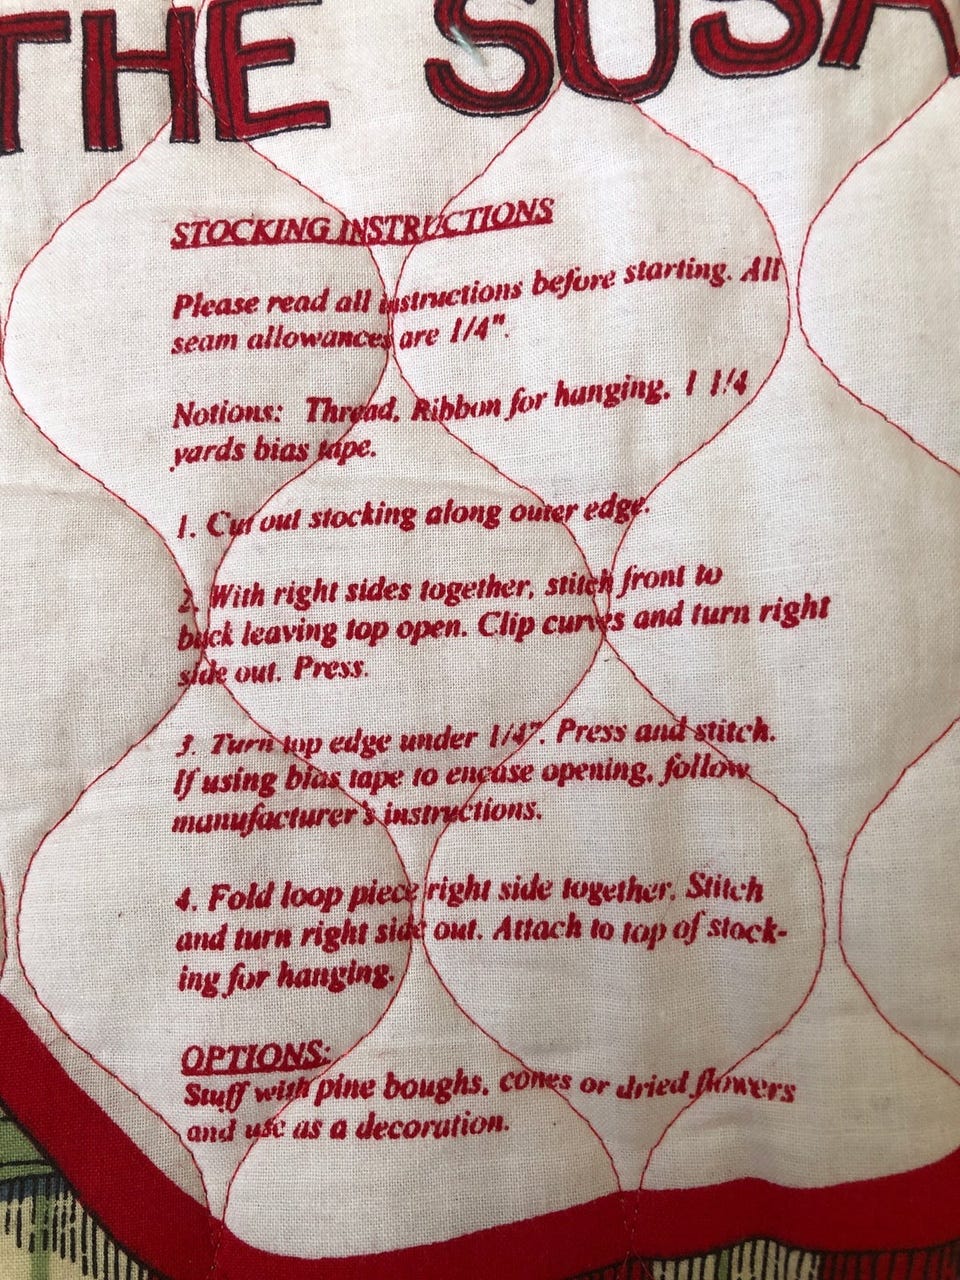 THE SUSA
STOCKING INSTRUCTIONS
Please read all instructions before starting. All
seam allowances are 1/4".
Notions: Thread, Ribbon for hanging, 1 1/4
yards bias tape.
1. Cut out stocking along outer edge.
2. With right sides together, stitch front to
back leaving top open. Clip curves and turn right
side out. Press.
3. Turn top edge under 1/4". Press and stitch.
If using bias tape to encase opening, follow
manufacturer's instructions.
4. Fold loop piece right side together. Stitch
and turn right side out. Attach to top of stock-
ing for hanging.
OPTIONS:
Stuff with pine boughs, cones or dried flowers
and use as a decoration.